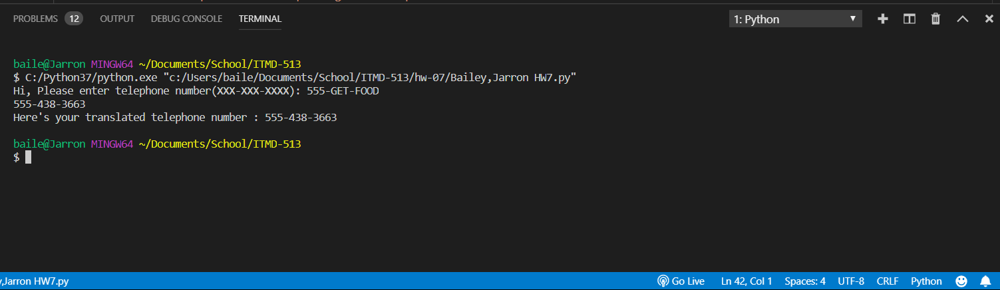 PROBLEMS 12 OUTPUT DEBUG CONSOLE TERMINAL 1: Python
baile@Jarron MINGW64 ~/Documents/School/ITMD-513
$ C:/Python37/python.exe "c:/Users/baile/Documents/School/ITMD-513/hw-07/Bailey,Jarron HW7.py"
Hi, Please enter telephone number(XXX-XXX-XXXX): 555-GET-FOOD
555-438-3663
Here's your translated telephone number : 555-438-3663
baile@Jarron MINGW64 ~/Documents/School/ITMD-513
$
y,Jarron HW7.py Go Live Ln 42, Col 1 Spaces: 4 UTF-8 CRLF Python